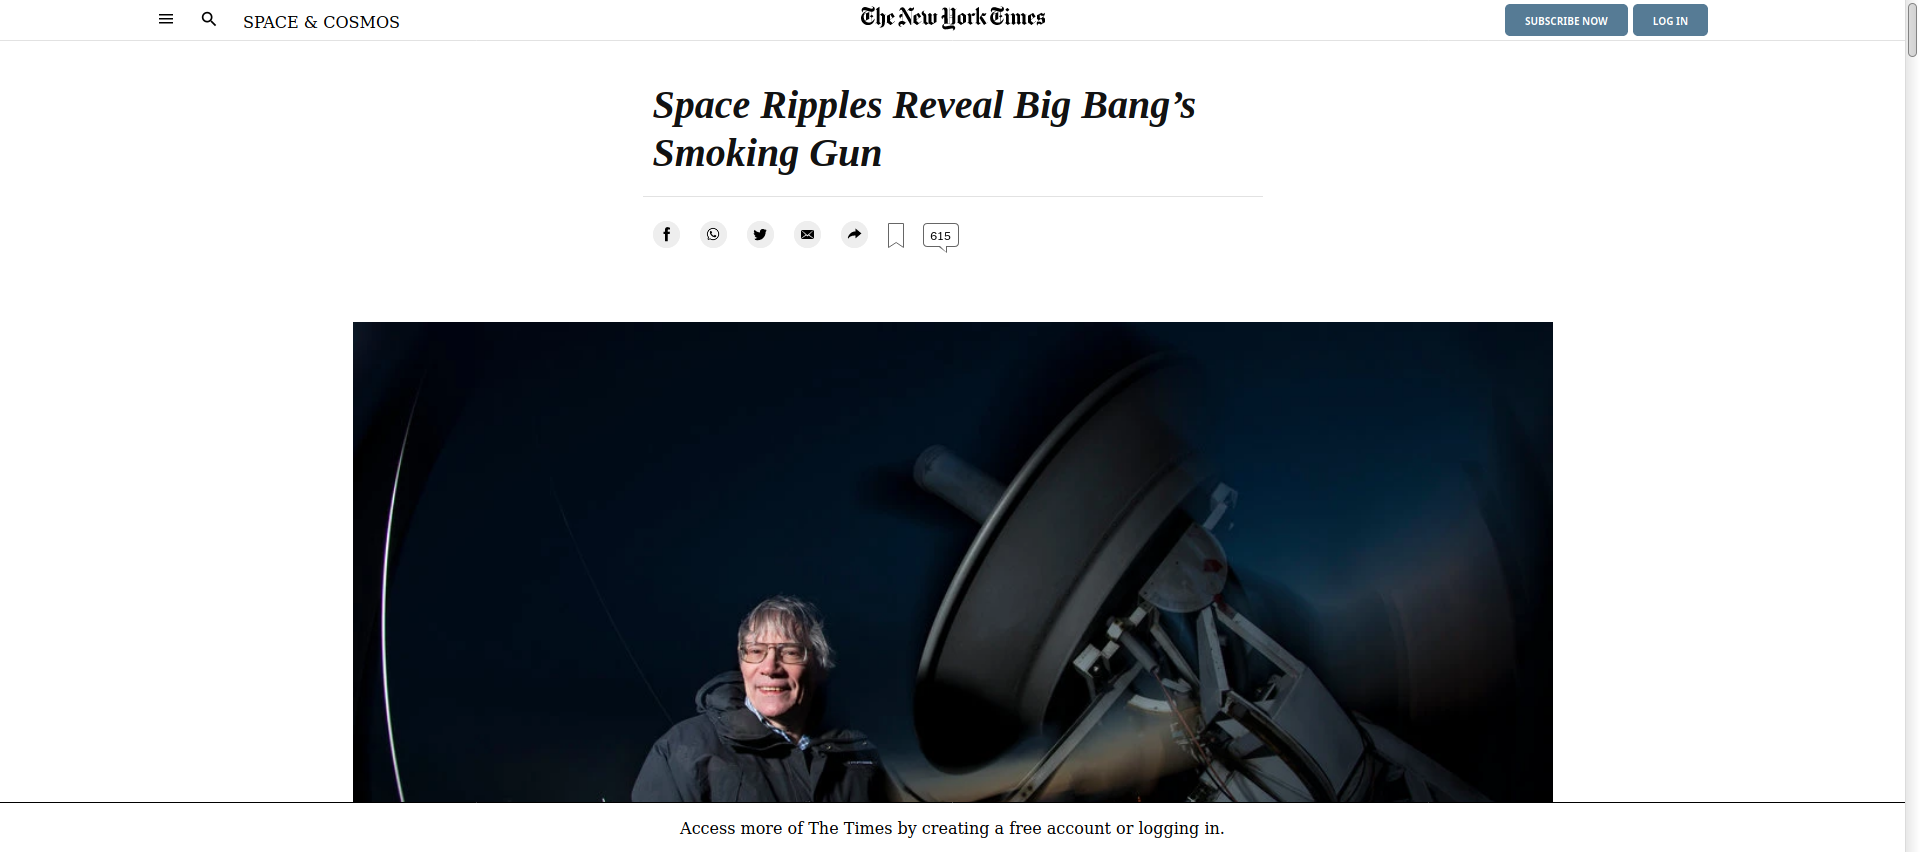 SPACE & COSMOS
The New York Times
SUBSCRIBE NOW
LOG IN
Space Ripples Reveal Big Bang’s
Smoking Gun
615
Access more of The Times by creating a free account or logging in.